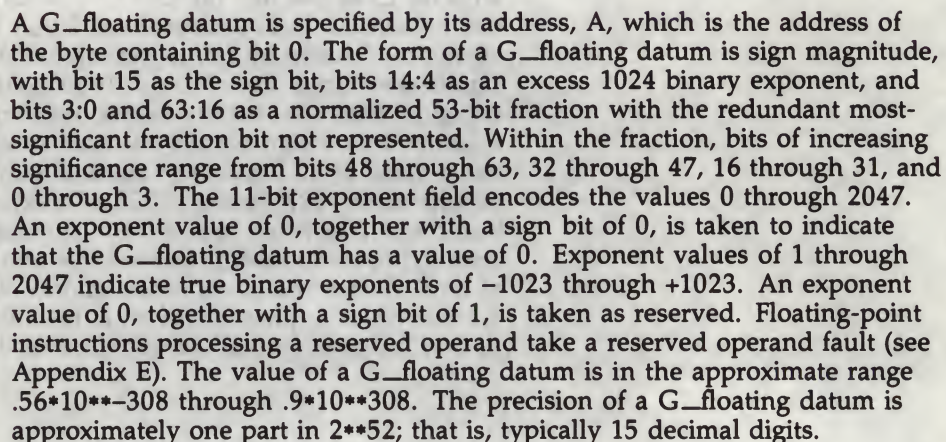 A G_floating datum is specified by its address, A, which is the address of
the byte containing bit 0. The form of a G_floating datum is sign magnitude,
with bit 15 as the sign bit, bits 14:4 as an excess 1024 binary exponent, and
bits 3:0 and 63:16 as a normalized 53-bit fraction with the redundant most-
significant fraction bit not represented. Within the fraction, bits of increasing
significance range from bits 48 through 63, 32 through 47, 16 through 31, and
0 through 3. The 11-bit exponent field encodes the values 0 through 2047.
An exponent value of 0, together with a sign bit of 0, is taken to indicate
that the G_floating datum has a value of 0. Exponent values of 1 through
2047 indicate true binary exponents of –1023 through +1023. An exponent
value of 0, together with a sign bit of 1, is taken as reserved. Floating-point
instructions processing a reserved operand take a reserved operand fault (see
Appendix E). The value of a G_floating datum is in the approximate range
.56*10**–308 through .9*10**308. The precision of a G_floating datum is
approximately one part in 2**52; that is, typically 15 decimal digits.